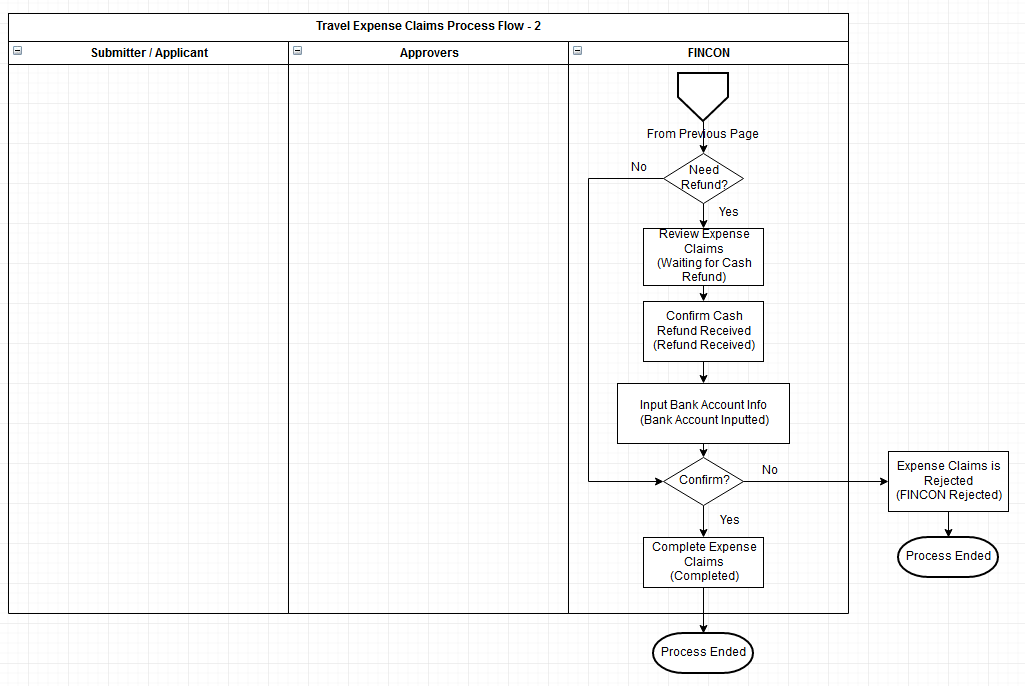 Travel Expense Claims Process Flow - 2
Submitter / Applicant
Approvers
FINCON
From Previous Page
No
Need
Refund?
Yes
Review Expense
Claims
(Waiting for Cash
Refund)
Confirm Cash
Refund Received
(Refund Received)
Input Bank Account Info
(Bank Account Inputted)
Confirm?
No
Expense Claims is
Rejected
(FINCON Rejected)
Yes
Process Ended
Complete Expense
Claims
(Completed)
Process Ended